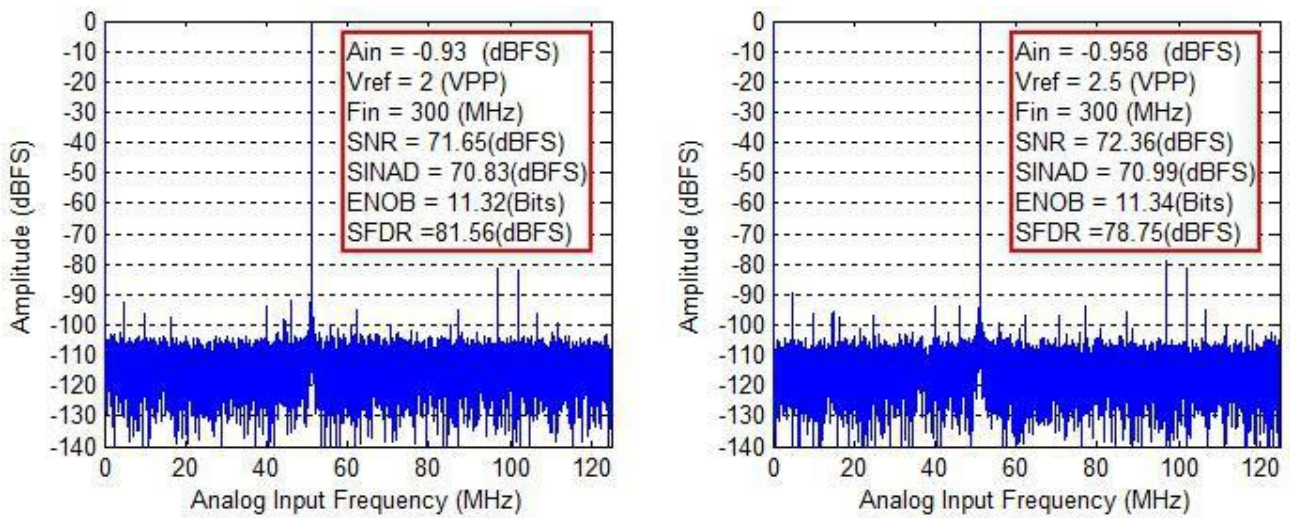 0
-10
-20
-30
-40
-50
-60
-70
-80
-90
-100
-110
-120
-130
-140
Amplitude (dBFS)
Ain = -0.93 (dBFS)
Vref = 2 (VPP)
Fin = 300 (MHz)
SNR = 71.65(dBFS)
SINAD = 70.83(dBFS)
ENOB = 11.32(Bits)
SFDR =81.56(dBFS)
0 20 40 60 80 100 120
Analog Input Frequency (MHz)
0
-10
-20
-30
-40
-50
-60
-70
-80
-90
-100
-110
-120
-130
-140
Amplitude (dBFS)
Ain = -0.958 (dBFS)
Vref = 2.5 (VPP)
Fin = 300 (MHz)
SNR = 72.36(dBFS)
SINAD = 70.99(dBFS)
ENOB = 11.34(Bits)
SFDR =78.75(dBFS)
0 20 40 60 80 100 120
Analog Input Frequency (MHz)